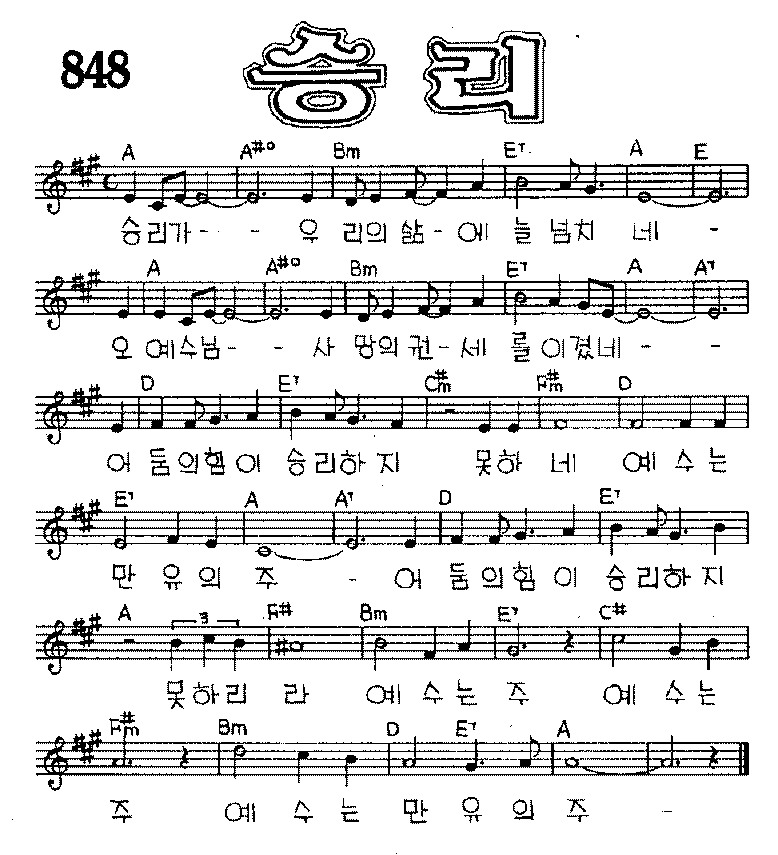 848 승리
A A#o Bm E7 A E
승리가 - - 우 리의 삶 - 에 늘 넘치 네 -
A A#o Bm E7 A A7
오 예수님 - - 사 망의 권 - 세 를이겼네 - -
D E7 C#m F#m D
어 둠의힘이 승리하지 못하 네 예 수는
E7 A A7 D E7
만 유의 주 - 어 둠의힘이 승리하지
A 3 F# Bm E7 C#
못하리 라 예 수는 주 예 수는
F#m Bm D E7 A
주 예 수는 만 유의 주 -